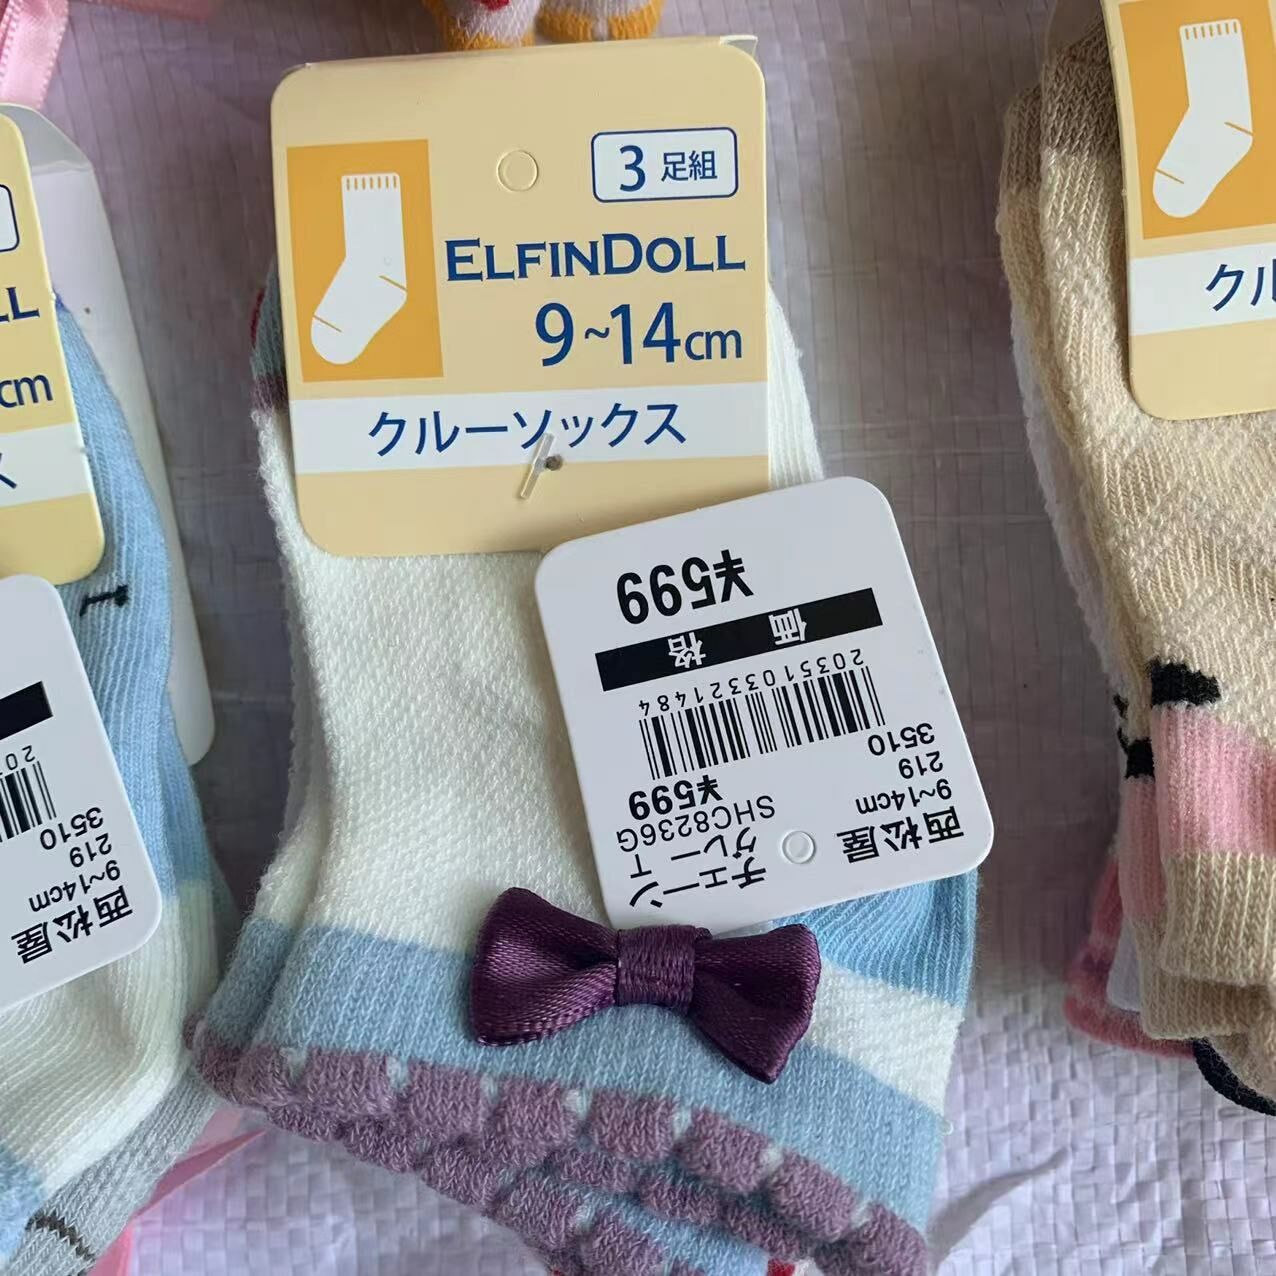 3足組
ELFINDOLL
9~14cm
クルーソックス
西松屋
9~14cm
219
3510
チェーン
グレー T
SHC8236G
¥599
2035103321484
価格
¥599
LL
cm
ス
西松屋
9~14cm
219
3510
20
クル